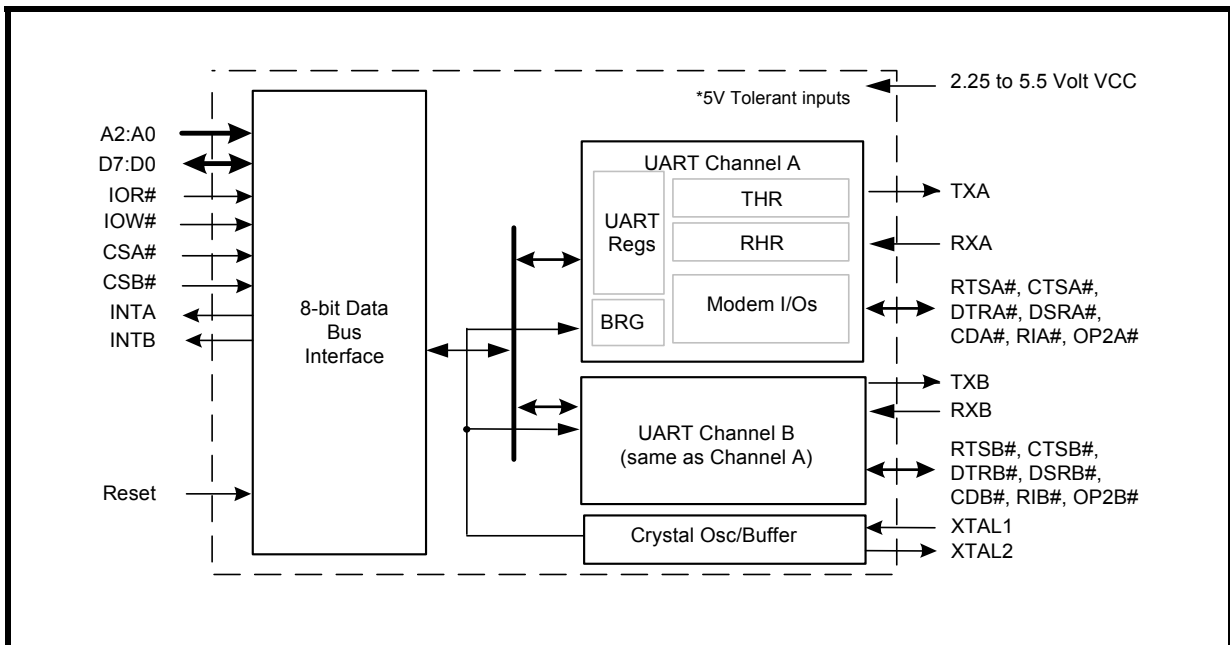 2.25 to 5.5 Volt VCC
*5V Tolerant inputs
A2:A0
D7:D0
IOR#
IOW#
CSA#
CSB#
INTA
INTB
Reset
8-bit Data
Bus
Interface
UART Channel A
UART
Regs
THR
RHR
BRG
Modem I/Os
UART Channel B
(same as Channel A)
Crystal Osc/Buffer
TXA
RXA
RTSA#, CTSA#,
DTRA#, DSRA#,
CDA#, RIA#, OP2A#
TXB
RXB
RTSB#, CTSB#,
DTRB#, DSRB#,
CDB#, RIB#, OP2B#
XTAL1
XTAL2